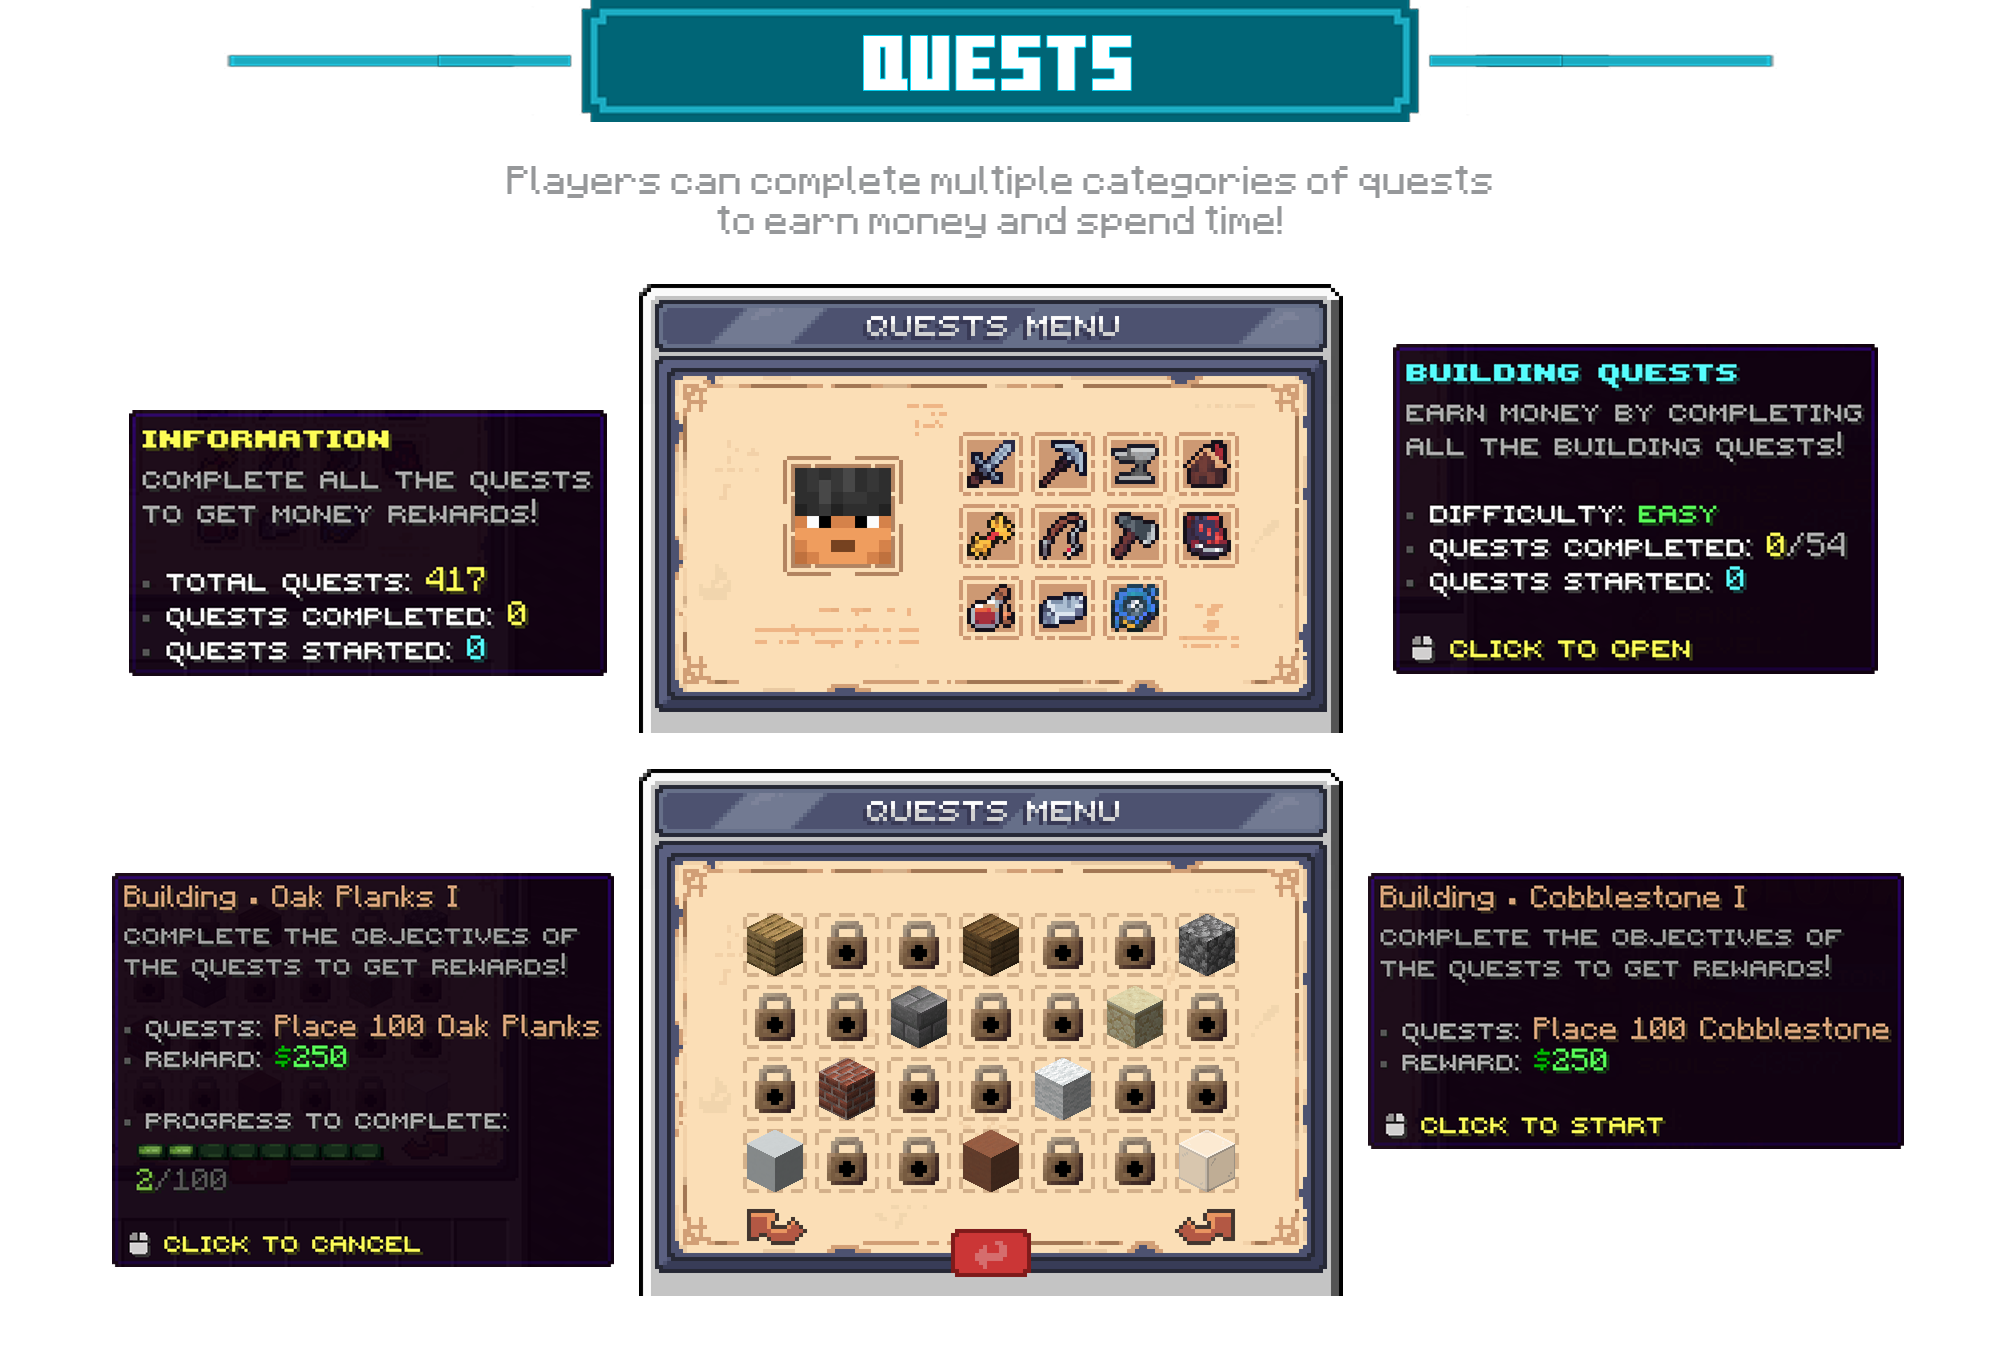 QUESTS
Players can complete multiple categories of quests
to earn money and spend time!
QUESTS MENU
INFORMATION
COMPLETE ALL THE QUESTS
TO GET MONEY REWARDS!
▪ TOTAL QUESTS: 417
▪ QUESTS COMPLETED: 0
▪ QUESTS STARTED: 0
BUILDING QUESTS
EARN MONEY BY COMPLETING
ALL THE BUILDING QUESTS!
▪ DIFFICULTY: EASY
▪ QUESTS COMPLETED: 0/54
▪ QUESTS STARTED: 0
CLICK TO OPEN
QUESTS MENU
Building ▪ Oak Planks I
COMPLETE THE OBJECTIVES OF
THE QUESTS TO GET REWARDS!
▪ QUESTS: Place 100 Oak Planks
▪ REWARD: $250
▪ PROGRESS TO COMPLETE:
2/100
CLICK TO CANCEL
Building ▪ Cobblestone I
COMPLETE THE OBJECTIVES OF
THE QUESTS TO GET REWARDS!
▪ QUESTS: Place 100 Cobblestone
▪ REWARD: $250
CLICK TO START